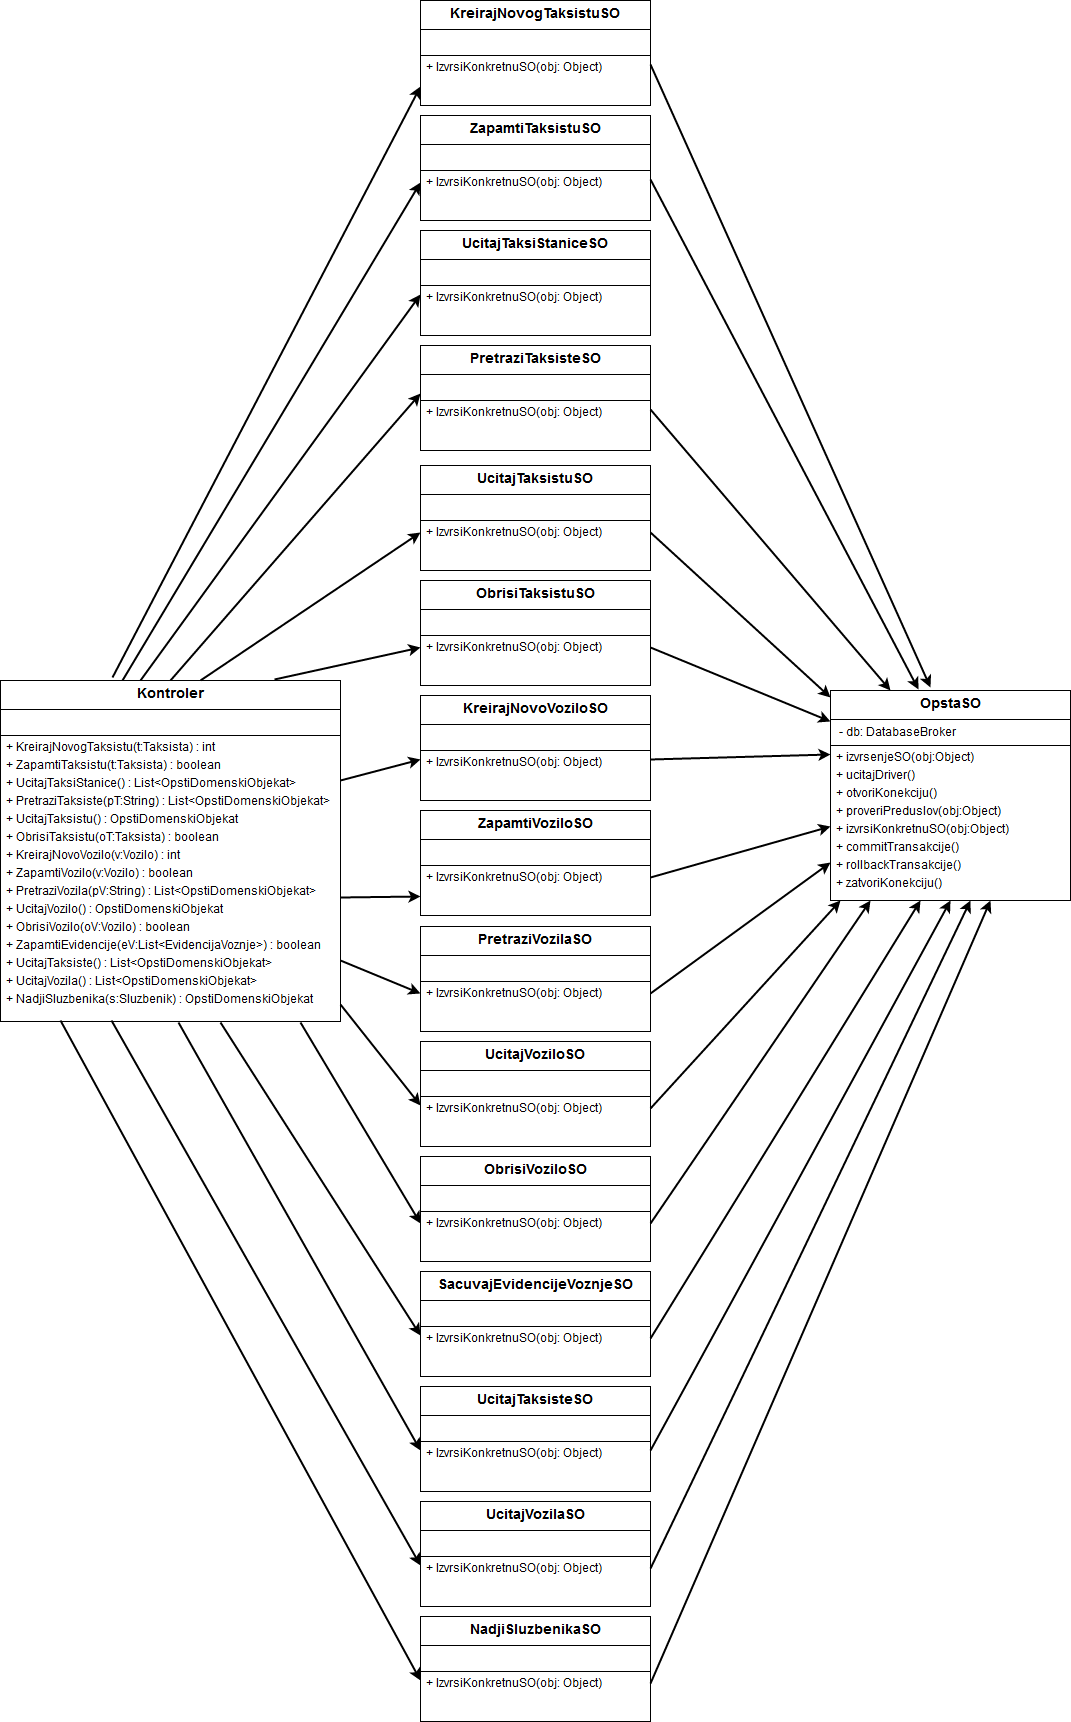 KreirajNovogTaksistuSO
+ IzvrsiKonkretnuSO(obj: Object)
ZapamtiTaksistuSO
+ IzvrsiKonkretnuSO(obj: Object)
UcitajTaksiStaniceSO
+ IzvrsiKonkretnuSO(obj: Object)
PretraziTaksisteSO
+ IzvrsiKonkretnuSO(obj: Object)
UcitajTaksistuSO
+ IzvrsiKonkretnuSO(obj: Object)
ObrisiTaksistuSO
+ IzvrsiKonkretnuSO(obj: Object)
Kontroler
+ KreirajNovogTaksistu(t:Taksista) : int
+ ZapamtiTaksistu(t:Taksista) : boolean
+ UcitajTaksiStanice() : List<OpstiDomenskiObjekat>
+ PretraziTaksiste(pT:String) : List<OpstiDomenskiObjekat>
+ UcitajTaksistu() : OpstiDomenskiObjekat
+ ObrisiTaksistu(oT:Taksista) : boolean
+ KreirajNovoVozilo(v:Vozilo) : int
+ ZapamtiVozilo(v:Vozilo) : boolean
+ PretraziVozila(pV:String) : List<OpstiDomenskiObjekat>
+ UcitajVozilo() : OpstiDomenskiObjekat
+ ObrisiVozilo(oV:Vozilo) : boolean
+ ZapamtiEvidencije(eV:List<EvidencijaVoznje>) : boolean
+ UcitajTaksiste() : List<OpstiDomenskiObjekat>
+ UcitajVozila() : List<OpstiDomenskiObjekat>
+ NadjiSluzbenika(s:Sluzbenik) : OpstiDomenskiObjekat
KreirajNovoVoziloSO
+ IzvrsiKonkretnuSO(obj: Object)
OpstaSO
- db: DatabaseBroker
+ izvrsenjeSO(obj:Object)
+ ucitajDriver()
+ otvoriKonekciju()
+ proveriPreduslov(obj:Object)
+ izvrsiKonkretnuSO(obj:Object)
+ commitTransakcije()
+ rollbackTransakcije()
+ zatvoriKonekciju()
ZapamtiVoziloSO
+ IzvrsiKonkretnuSO(obj: Object)
PretraziVozilaSO
+ IzvrsiKonkretnuSO(obj: Object)
UcitajVoziloSO
+ IzvrsiKonkretnuSO(obj: Object)
ObrisiVoziloSO
+ IzvrsiKonkretnuSO(obj: Object)
SacuvajEvidencijeVoznjeSO
+ IzvrsiKonkretnuSO(obj: Object)
UcitajTaksisteSO
+ IzvrsiKonkretnuSO(obj: Object)
UcitajVozilaSO
+ IzvrsiKonkretnuSO(obj: Object)
NadjiSluzbenikaSO
+ IzvrsiKonkretnuSO(obj: Object)